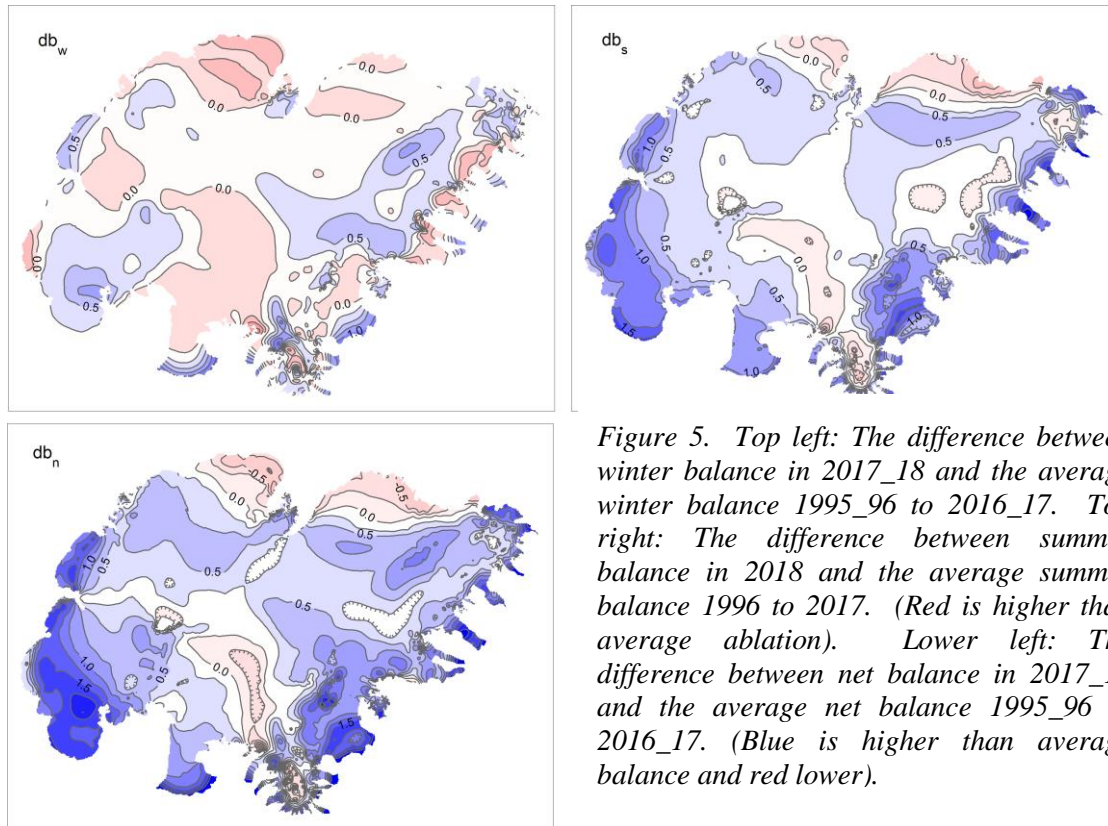 db_w
0.0
0.0
0.0
0.5
0.0
0.0
0.5
0.5
0.0
0.5
0.0
1.0
db_s
0.0
0.5
0.0
0.5
1.0
0.5
0.5
0.5
0.0
1.0
1.0
1.5
1.0
db_n
-0.5
0.0
-0.5
0.0
0.5
1.0
0.5
0.5
0.5
0.5
0.0
1.0
1.5
1.5
Figure 5. Top left: The difference betwee
winter balance in 2017_18 and the averag
winter balance 1995_96 to 2016_17. To
right: The difference between summ
balance in 2018 and the average summ
balance 1996 to 2017. (Red is higher tha
average ablation). Lower left: Th
difference between net balance in 2017_1
and the average net balance 1995_96
2016_17. (Blue is higher than averag
balance and red lower).